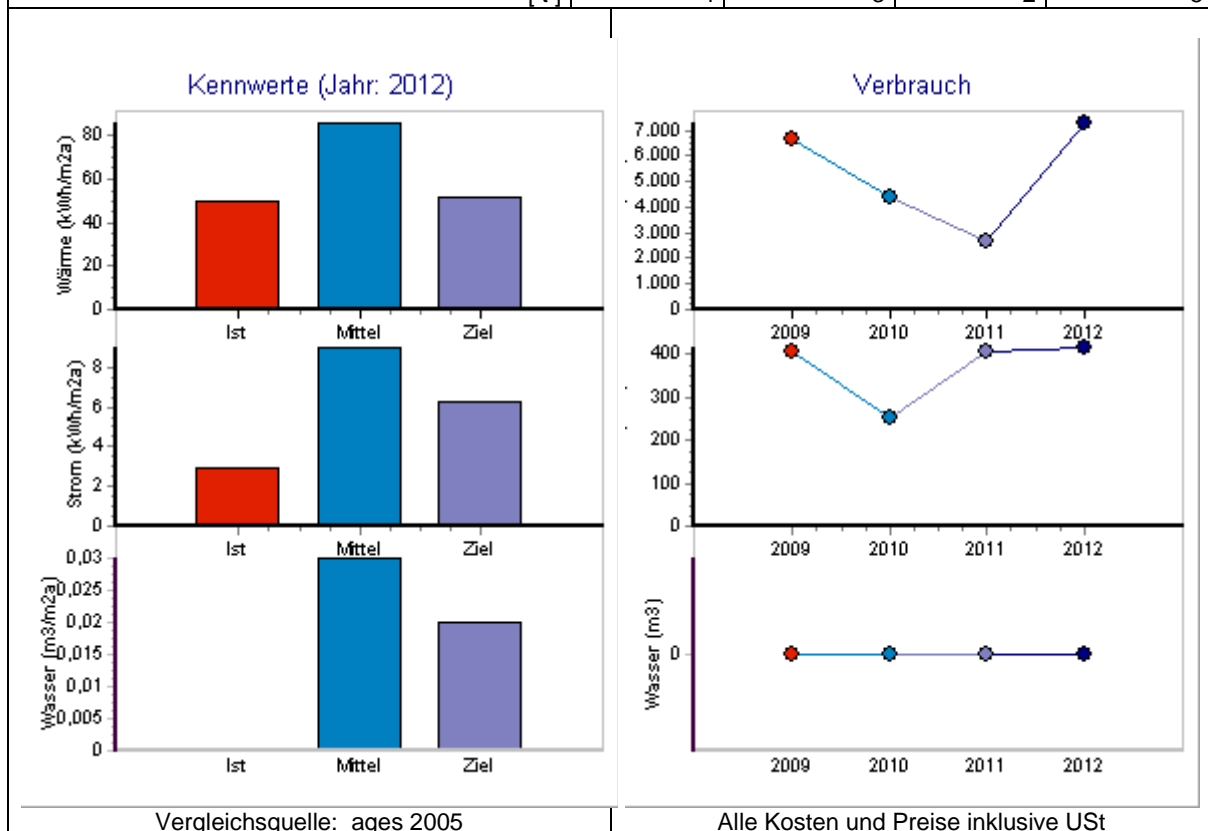 Kennwerte (Jahr: 2012)
Wärme (kWh/m2a)
80
60
40
20
0
Ist
Mittel
Ziel
Strom (kWh/m2a)
8
6
4
2
0
Ist
Mittel
Ziel
Wasser (m3/m2a)
0,03
0,025
0,02
0,015
0,01
0,005
0
Ist
Mittel
Ziel
Vergleichsquelle: ages 2005
Verbrauch
7.000
6.000
5.000
4.000
3.000
2.000
1.000
0
2009
2010
2011
2012
400
300
200
100
0
2009
2010
2011
2012
Wasser (m3)
0
2009
2010
2011
2012
Alle Kosten und Preise inklusive USt